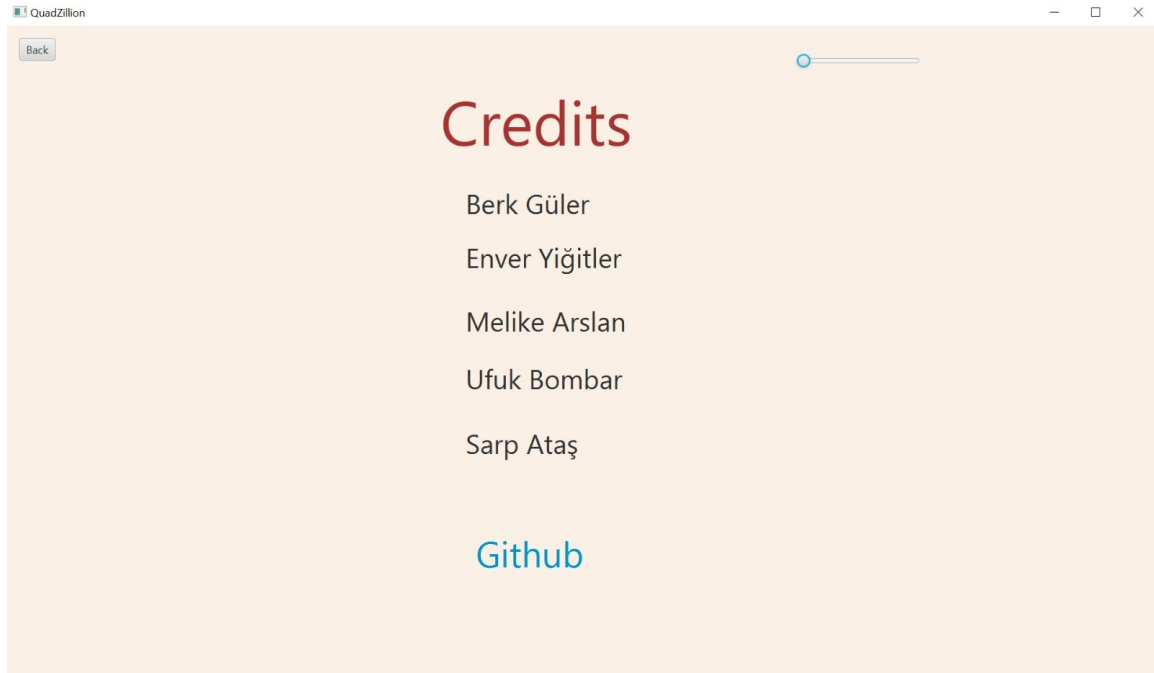 QuadZillion
Back
Credits
Berk Güler
Enver Yiğitler
Melike Arslan
Ufuk Bombar
Sarp Ataş
Github